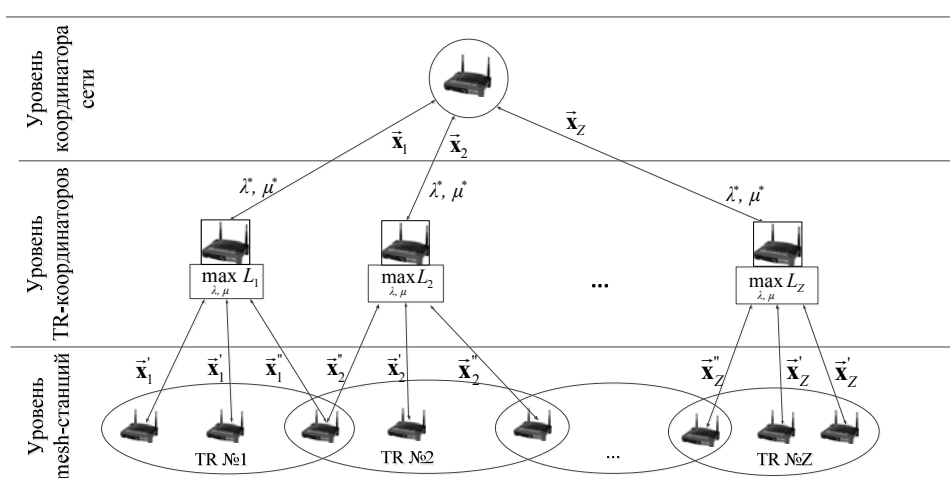 Уровень
координатора
сети
x⃗₁
x⃗₂
x⃗_Z
Уровень
TR-координаторов
λ*, μ*
λ*, μ*
λ*, μ*
max L₁
λ, μ
max L₂
λ, μ
...
max L_Z
λ, μ
Уровень
mesh-станций
x⃗₁'
x⃗₁'
x⃗₁''
x⃗₂''
x⃗₂'
x⃗₂''
x⃗_Z''
x⃗_Z'
x⃗_Z'
TR №1
TR №2
...
TR №Z